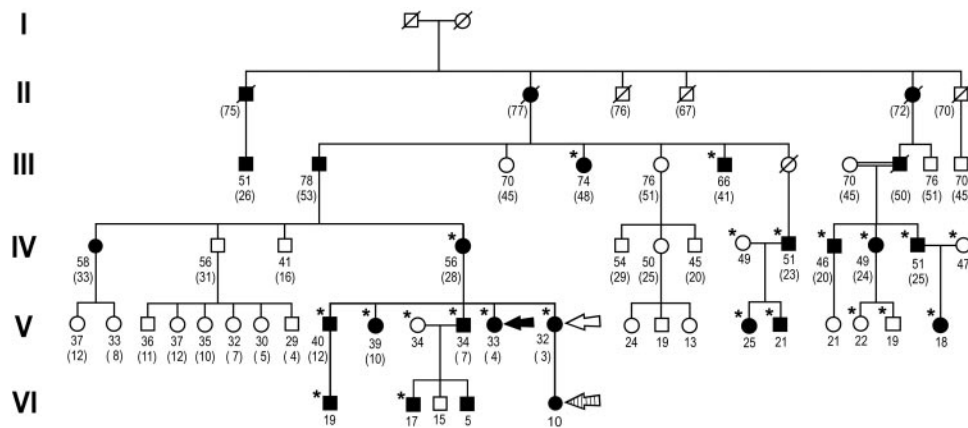 I
II
(75) (77) (76) (67) (72) (70)
III
* *
51 78 70 74 76 66 70 76 70
(26) (53) (45) (48) (51) (41) (45) (50) (51) (45)
IV
* * * * * * *
58 56 41 56 54 50 45 49 51 46 49 51 47
(33) (31) (16) (28) (29) (25) (20) (23) (20) (24) (25)
V
* * * * * * * * * * *
37 33 36 37 35 32 30 29 40 39 34 34 33 32 24 19 13 25 21 21 22 19 18
(12) ( 8) (11) (12) (10) ( 7) ( 5) ( 4) (12) (10) ( 7) ( 4) ( 3)
VI
* *
19 17 15 5 10